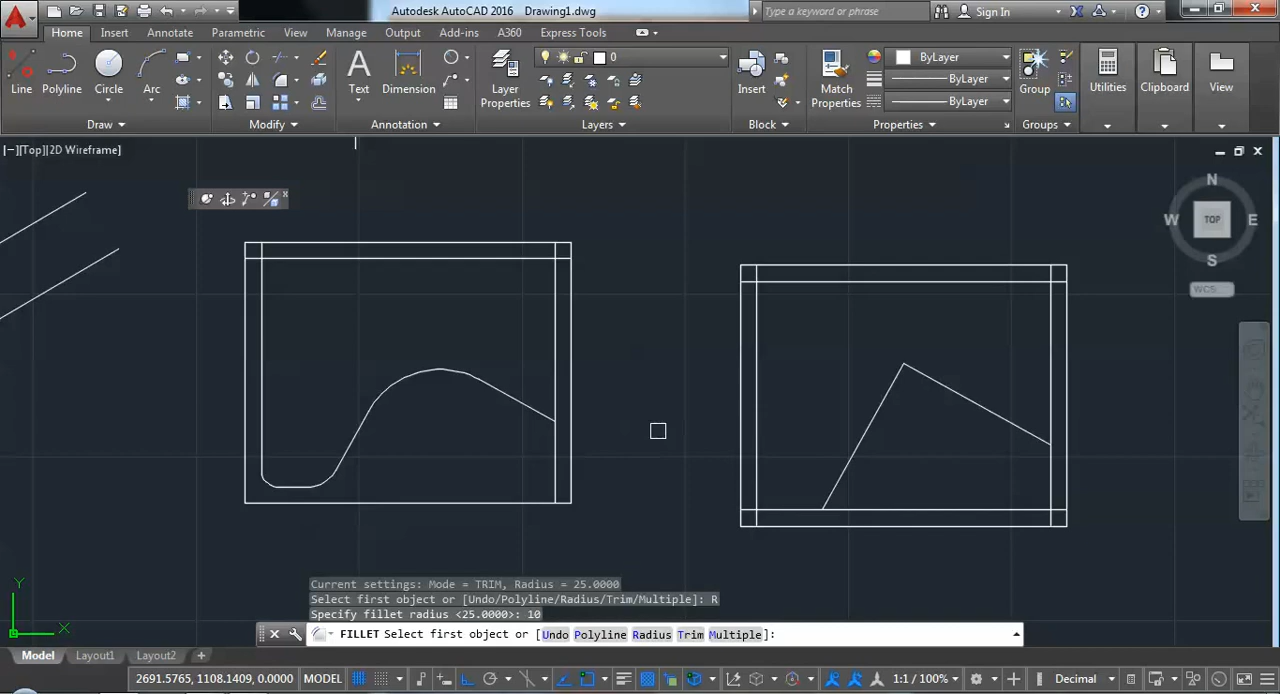 Autodesk AutoCAD 2016 Drawing1.dwg
Type a keyword or phrase
Sign In
Home Insert Annotate Parametric View Manage Output Add-ins A360 Express Tools
Line Polyline Circle Arc
Text Dimension
Layer Properties
0
Insert
Match Properties
ByLayer
ByLayer
ByLayer
Group
Utilities Clipboard View
Draw Modify Annotation Layers Block Properties Groups
[−][Top][2D Wireframe]
N
W TOP E
S
WCS
Y
X
Current settings: Mode = TRIM, Radius = 25.0000
Select first object or [Undo/Polyline/Radius/Trim/Multiple]: R
Specify fillet radius <25.0000>: 10
FILLET Select first object or [Undo Polyline Radius Trim Multiple]:
Model Layout1 Layout2 +
2691.5765, 1108.1409, 0.0000 MODEL 1:1 / 100% Decimal